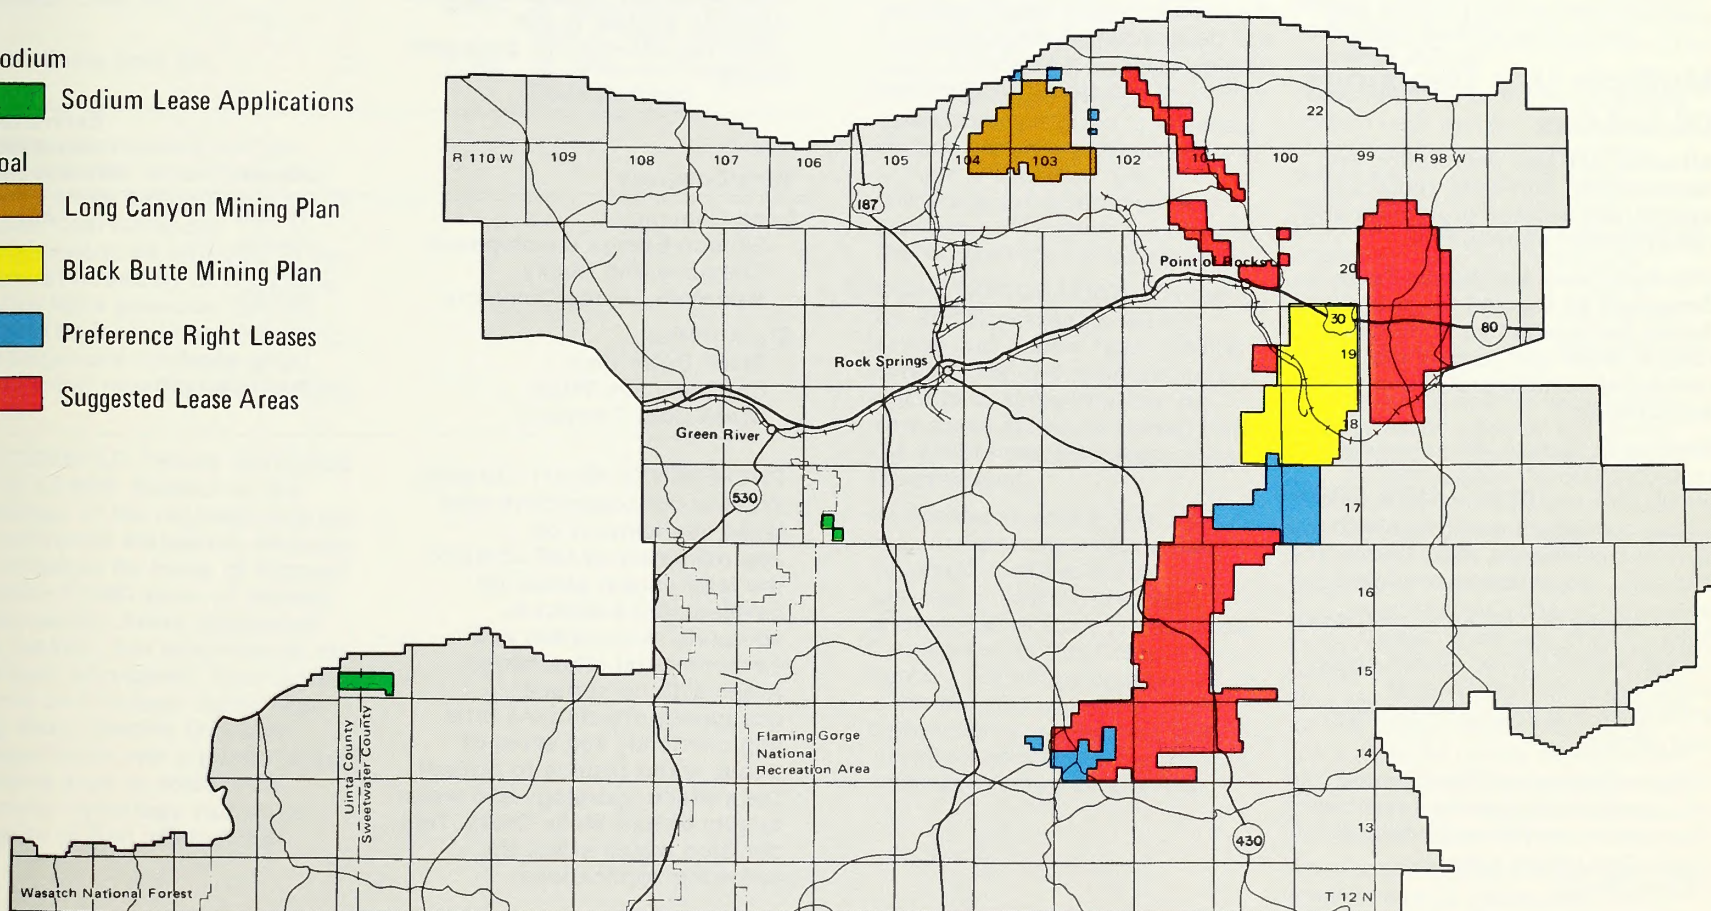 odium
Sodium Lease Applications
oal
Long Canyon Mining Plan
Black Butte Mining Plan
Preference Right Leases
Suggested Lease Areas
22
R 110 W 109 108 107 106 105 104 103 102 101 100 99 R 98 W
187
Point of Rocks
20
30
80
19
Rock Springs
18
Green River
530
17
16
15
Uinta County
Sweetwater County
Flaming Gorge
National
Recreation Area
14
13
430
Wasatch National Forest
T 12 N